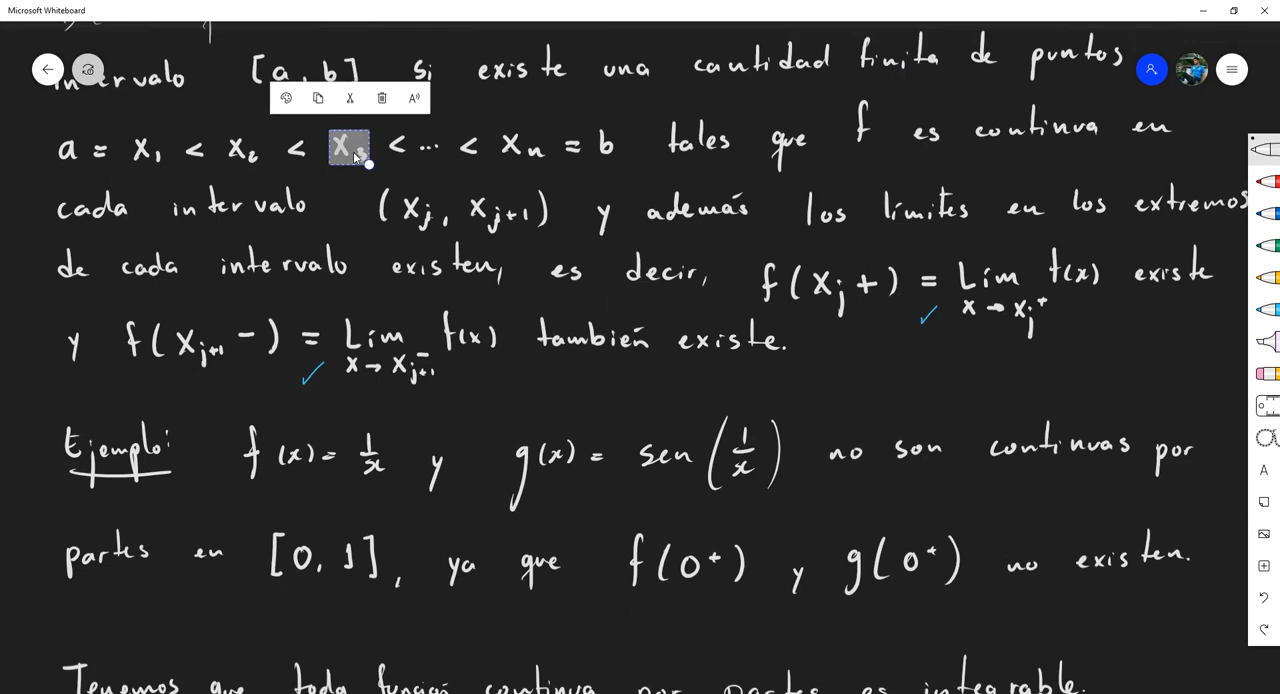 Microsoft Whiteboard
intervalo [a, b] si existe una cantidad finita de puntos
a = x₁ < x₂ < x₃ < ... < xₙ = b tales que f es continua en
cada intervalo (xⱼ, xⱼ₊₁) y además los límites en los extremos
de cada intervalo existen, es decir, f(xⱼ+) = Lím x→xⱼ⁺ f(x) existe
y f(xⱼ₊₁−) = Lím x→xⱼ₊₁⁻ f(x) también existe.
Ejemplo: f(x) = 1/x y g(x) = sen(1/x) no son continuas por
partes en [0, 1], ya que f(0⁺) y g(0⁺) no existen.
Tenemos que toda función continua por partes es integrable.